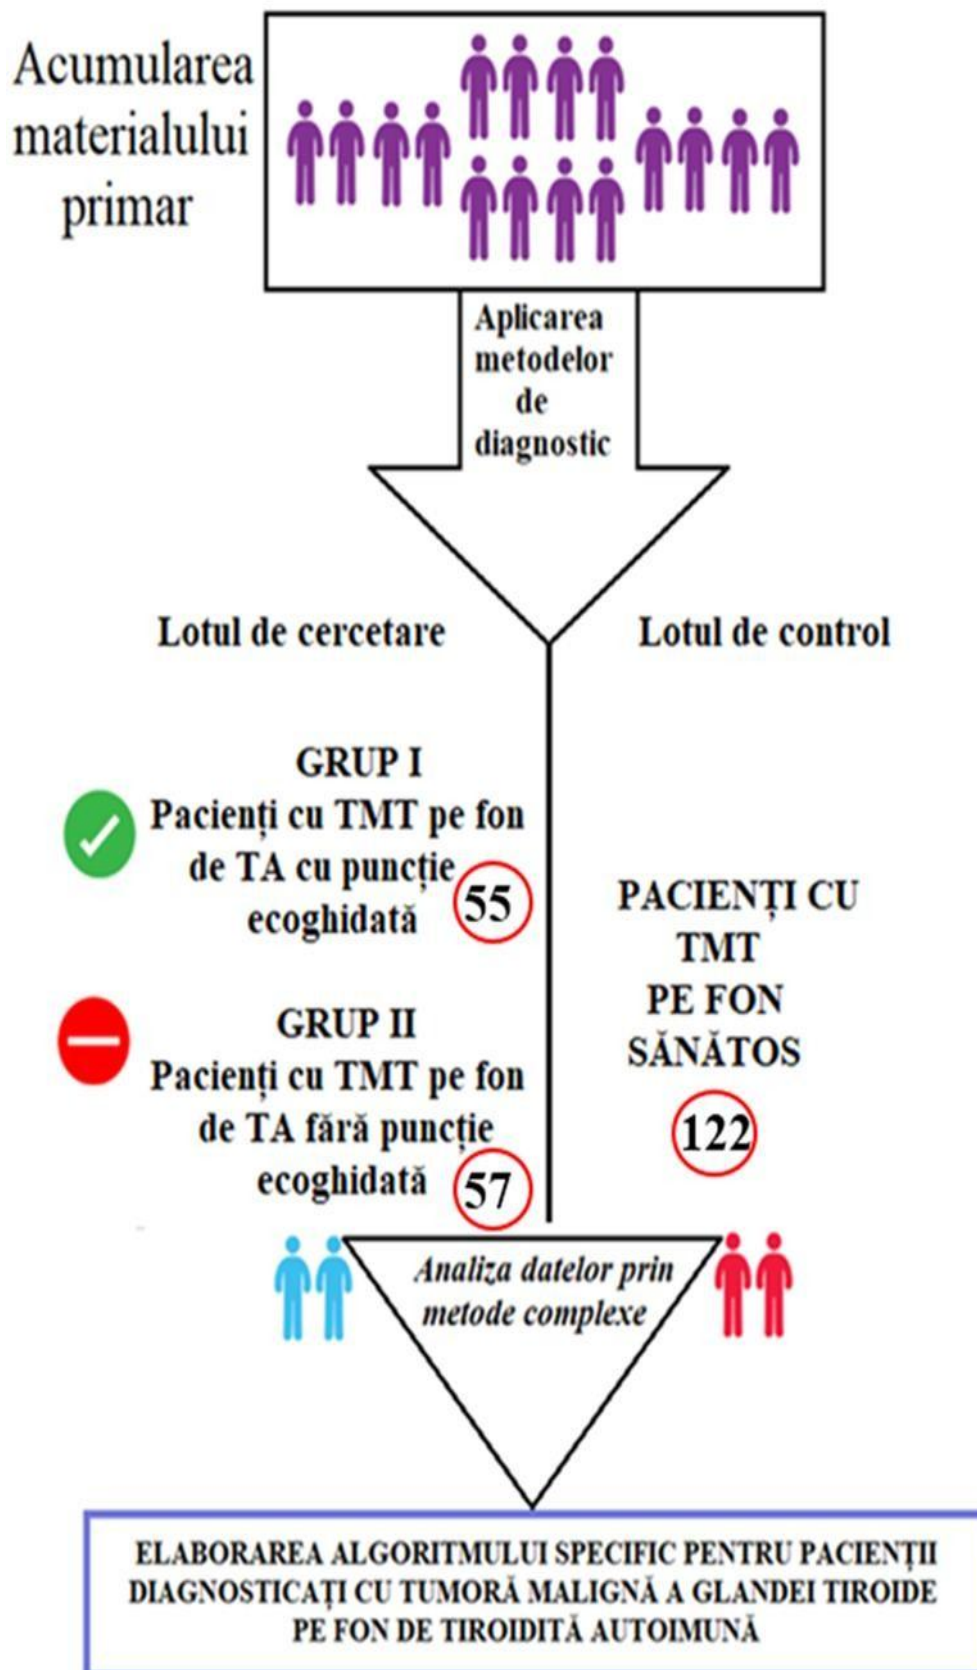 Acumularea
materialului
primar
Aplicarea
metodelor
de
diagnostic
Lotul de cercetare
Lotul de control
GRUP I
Pacienți cu TMT pe fon
de TA cu puncție
ecoghidată
55
GRUP II
Pacienți cu TMT pe fon
de TA fără puncție
ecoghidată
57
PACIENȚI CU
TMT
PE FON
SĂNĂTOS
122
Analiza datelor prin
metode complexe
ELABORAREA ALGORITMULUI SPECIFIC PENTRU PACIENȚII
DIAGNOSTICAȚI CU TUMORĂ MALIGNĂ A GLANDEI TIROIDE
PE FON DE TIROIDITĂ AUTOIMUNĂ